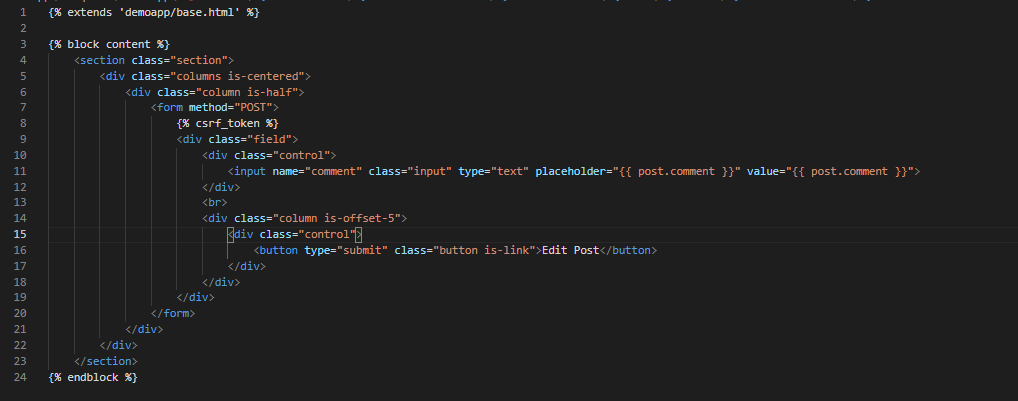 1 {% extends 'demoapp/base.html' %}
2
3 {% block content %}
4 <section class="section">
5 <div class="columns is-centered">
6 <div class="column is-half">
7 <form method="POST">
8 {% csrf_token %}
9 <div class="field">
10 <div class="control">
11 <input name="comment" class="input" type="text" placeholder="{{ post.comment }}" value="{{ post.comment }}">
12 </div>
13 <br>
14 <div class="column is-offset-5">
15 <div class="control">
16 <button type="submit" class="button is-link">Edit Post</button>
17 </div>
18 </div>
19 </div>
20 </form>
21 </div>
22 </div>
23 </section>
24 {% endblock %}